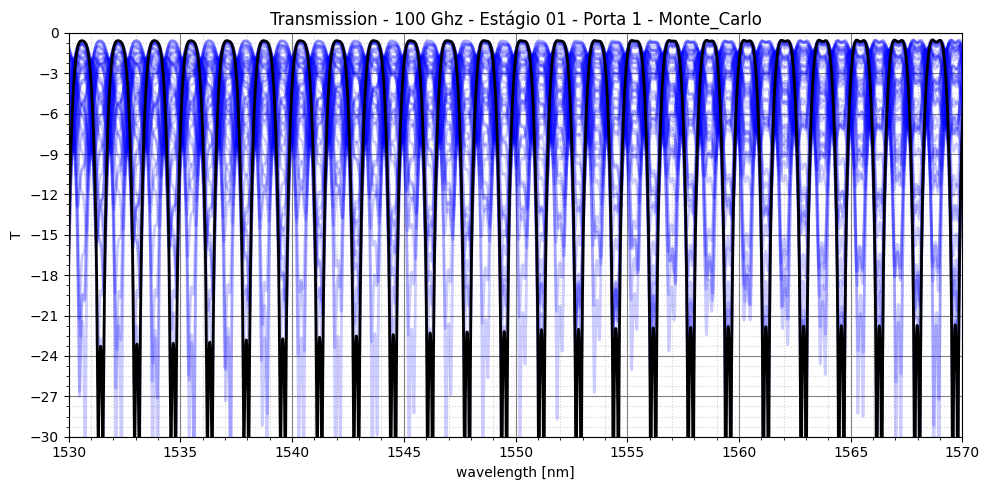 Transmission - 100 Ghz - Estágio 01 - Porta 1 - Monte_Carlo
0
−3
−6
−9
−12
−15
−18
−21
−24
−27
−30
T
1530 1535 1540 1545 1550 1555 1560 1565 1570
wavelength [nm]